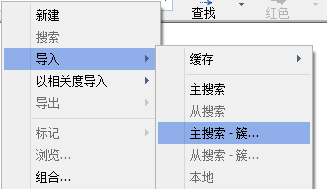 查找
红色
新建
搜索
导入
以相关度导入
导出
标记
浏览...
组合...
缓存
主搜索
从搜索
主搜索 - 簇...
从搜索 - 簇...
本地